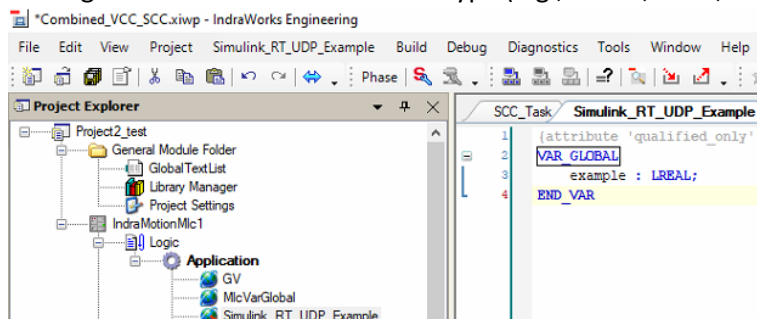 *Combined_VCC_SCC.xiwp - IndraWorks Engineering
File Edit View Project Simulink_RT_UDP_Example Build Debug Diagnostics Tools Window Help
Phase
Project Explorer
SCC_Task Simulink_RT_UDP_Example
Project2_test
General Module Folder
GlobalTextList
Library Manager
Project Settings
IndraMotionMlc1
Logic
Application
GV
MlcVarGlobal
Simulink_RT_UDP_Example
1 {attribute 'qualified_only'
2 VAR_GLOBAL
3 example : LREAL;
4 END_VAR